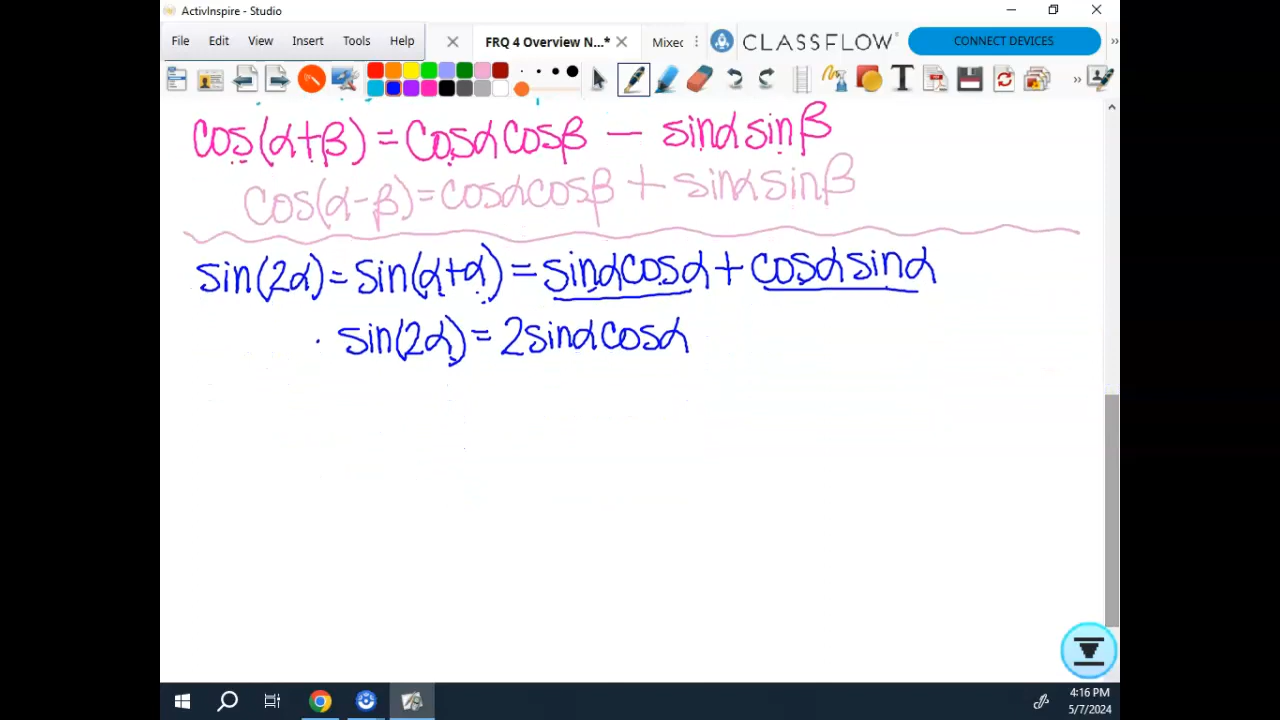 ActivInspire - Studio
File Edit View Insert Tools Help
FRQ 4 Overview N...*
Mixed
CLASSFLOW
CONNECT DEVICES
cos(α+β)=cosαcosβ − sinαsinβ
cos(α-β)=cosαcosβ + sinαsinβ
sin(2α)=sin(α+α)=sinαcosα+cosαsinα
sin(2α)=2sinαcosα
4:16 PM
5/7/2024